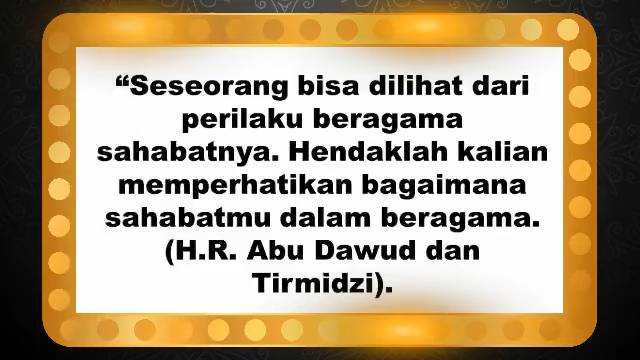 “Seseorang bisa dilihat dari
perilaku beragama
sahabatnya. Hendaklah kalian
memperhatikan bagaimana
sahabatmu dalam beragama.
(H.R. Abu Dawud dan
Tirmidzi).